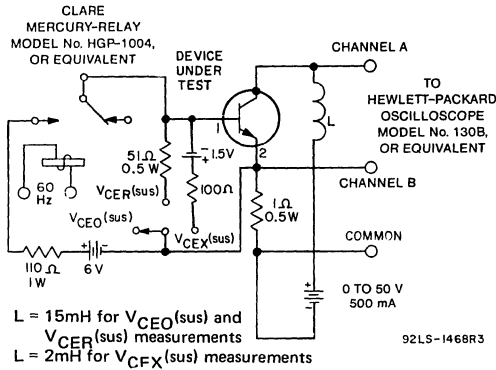 CLARE
MERCURY-RELAY
MODEL No. HGP-1004,
OR EQUIVALENT
DEVICE
UNDER
TEST
CHANNEL A
TO
HEWLETT-PACKARD
OSCILLOSCOPE
MODEL No. 130B,
OR EQUIVALENT
1
2
L
60
Hz
51Ω
0.5 W
- 1.5V
+
100Ω
VCER(sus)
VCEO(sus)
VCEX(sus)
CHANNEL B
1Ω
0.5W
COMMON
110Ω
1W
+ -
6V
+
-
0 TO 50 V
500 mA
L = 15mH for VCEO(sus) and
VCER(sus) measurements
L = 2mH for VCEX(sus) measurements
92LS-1468R3